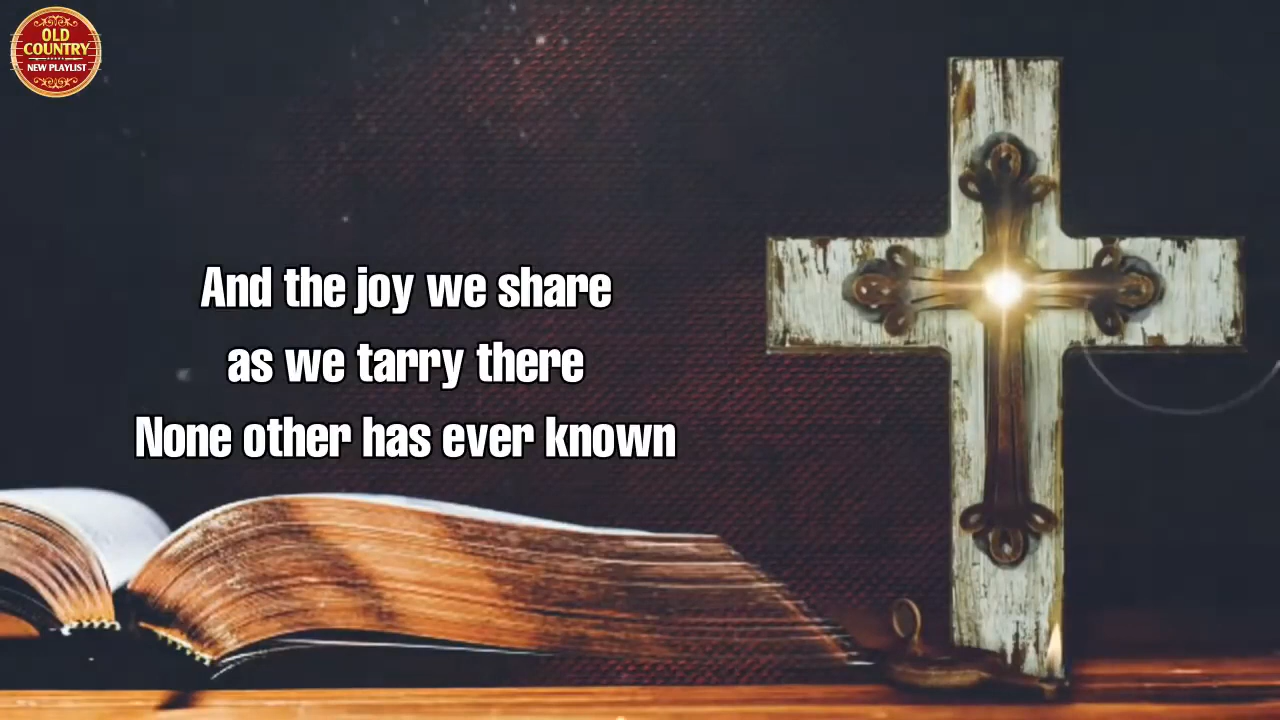 OLD
COUNTRY
NEW PLAYLIST
And the joy we share
as we tarry there
None other has ever known